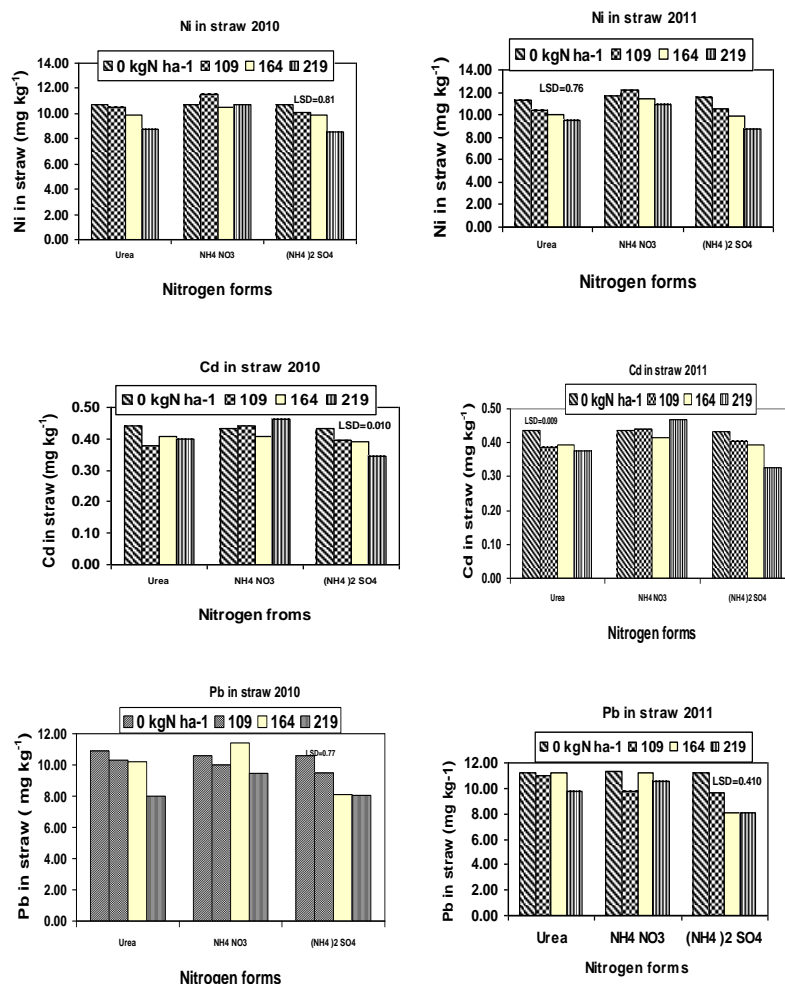 Ni in straw 2010
0 kgN ha-1 109 164 219
Ni in straw (mg kg-1)
14.00
12.00
10.00
8.00
6.00
4.00
2.00
0.00
LSD=0.81
Urea NH4 NO3 (NH4 )2 SO4
Nitrogen forms
Ni in straw 2011
0 kgN ha-1 109 164 219
Ni in straw (mg kg-1)
14.00
12.00
10.00
8.00
6.00
4.00
2.00
0.00
LSD=0.76
Urea NH4 NO3 (NH4 )2 SO4
Nitrogen forms
Cd in straw 2010
0 kgN ha-1 109 164 219
Cd in straw (mg kg-1)
0.50
0.40
0.30
0.20
0.10
0.00
LSD=0.010
Urea NH4 NO3 (NH4 )2 SO4
Nitrogen froms
Cd in straw 2011
0 kgN ha-1 109 164 219
Cd in straw (mg kg-1)
0.50
0.40
0.30
0.20
0.10
0.00
LSD=0.009
Urea NH4 NO3 (NH4 )2 SO4
Nitrogen forms
Pb in straw 2010
0 kgN ha-1 109 164 219
Pb in straw ( mg kg-1)
12.00
10.00
8.00
6.00
4.00
2.00
0.00
LSD=0.77
Urea NH4 NO3 (NH4 )2 SO4
Nitrogen forms
Pb in straw 2011
0 kgN ha-1 109 164 219
Pb in straw (mg kg-1)
12.00
10.00
8.00
6.00
4.00
2.00
0.00
LSD=0.410
Urea NH4 NO3 (NH4 )2 SO4
Nitrogen forms